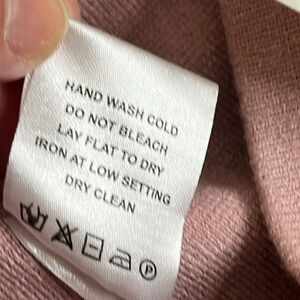 HAND WASH COLD
DO NOT BLEACH
LAY FLAT TO DRY
IRON AT LOW SETTING
DRY CLEAN
P